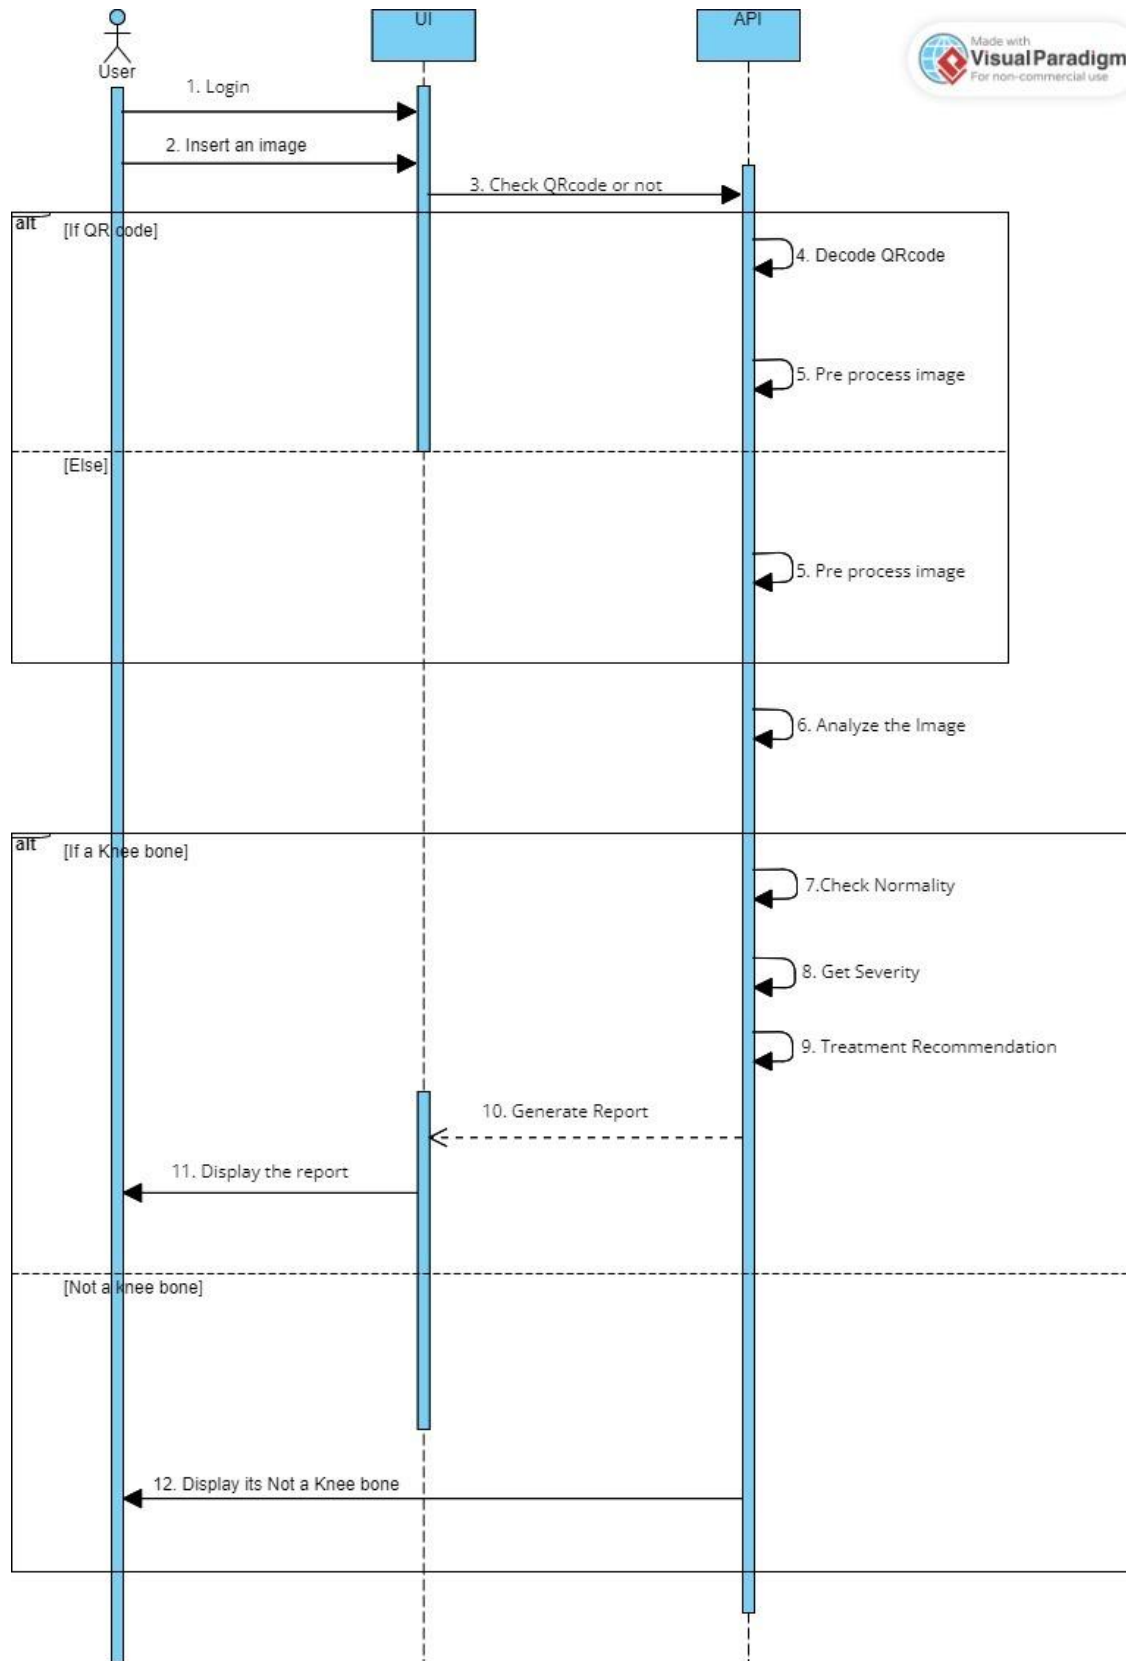 User
UI
API
Made with
Visual Paradigm
For non-commercial use
1. Login
2. Insert an image
3. Check QRcode or not
alt
[If QR code]
4. Decode QRcode
5. Pre process image
[Else]
5. Pre process image
6. Analyze the Image
alt
[If a Knee bone]
7.Check Normality
8. Get Severity
9. Treatment Recommendation
10. Generate Report
11. Display the report
[Not a knee bone]
12. Display its Not a Knee bone